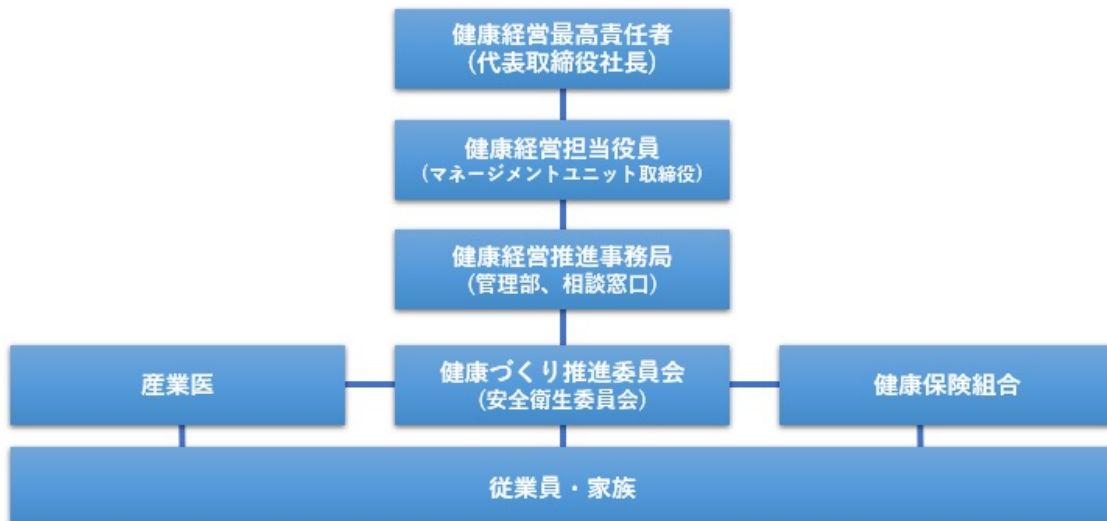 健康経営最高責任者
(代表取締役社長)
健康経営担当役員
(マネージメントユニット取締役)
健康経営推進事務局
(管理部、相談窓口)
産業医
健康づくり推進委員会
(安全衛生委員会)
健康保険組合
従業員・家族